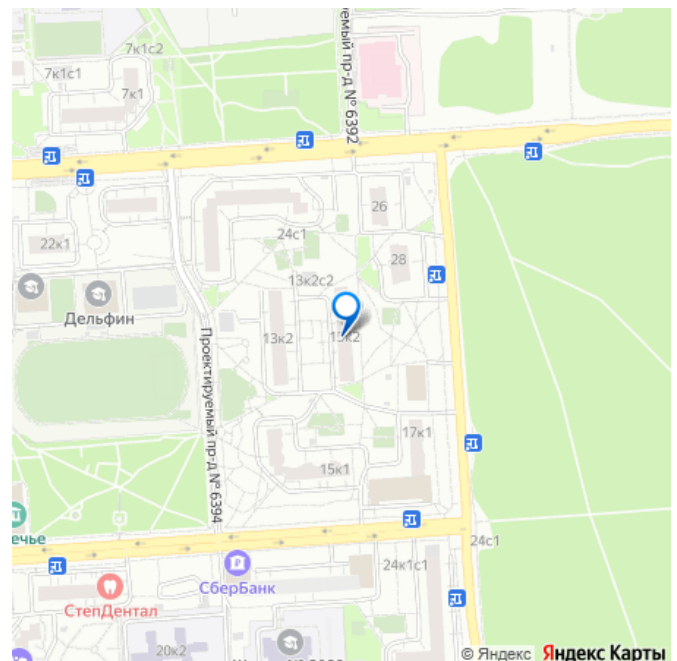 7к1с2
7к1с1
7к1
Проектируемый пр-д № 6392
26
24с1
22к1
28
13к2с2
Дельфин
13к2
15к2
Проектируемый пр-д № 6394
17к1
15к1
ечье
24с1
СберБанк
24к1с1
СтепДентал
20к2
© Яндекс Яндекс Карты